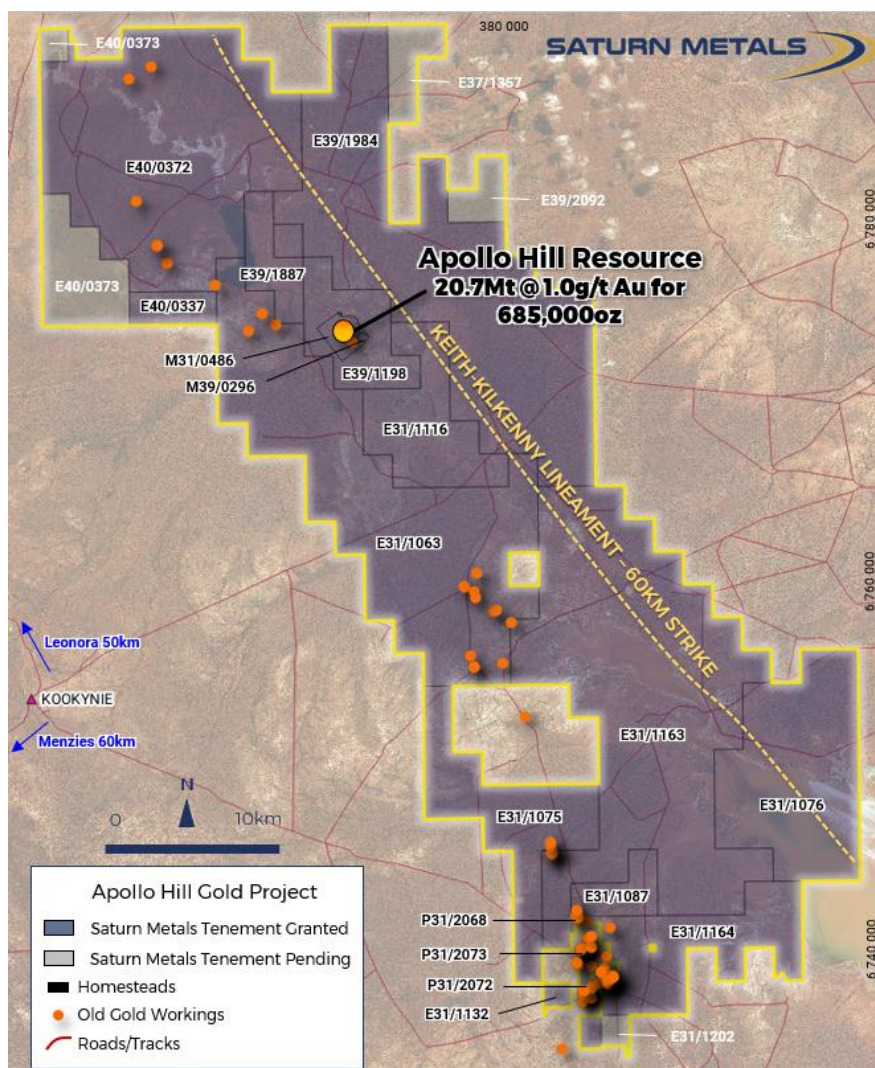 380 000
SATURN METALS
E40/0373
E37/1357
E39/1984
E40/0372
E39/2092
6 780 000
Apollo Hill Resource
20.7Mt @ 1.0g/t Au for
685,000oz
E39/1887
E40/0373
E40/0337
M31/0486
M39/0296
E39/1198
KEITH-KILKENNY LINEAMENT - 60KM STRIKE
E31/1116
E31/1063
6 760 000
Leonora 50km
KOOKYNIE
Menzies 60km
E31/1163
E31/1076
N
0 10km
E31/1075
E31/1087
P31/2068
E31/1164
P31/2073
6 740 000
P31/2072
E31/1132
E31/1202
Apollo Hill Gold Project
Saturn Metals Tenement Granted
Saturn Metals Tenement Pending
Homesteads
Old Gold Workings
Roads/Tracks